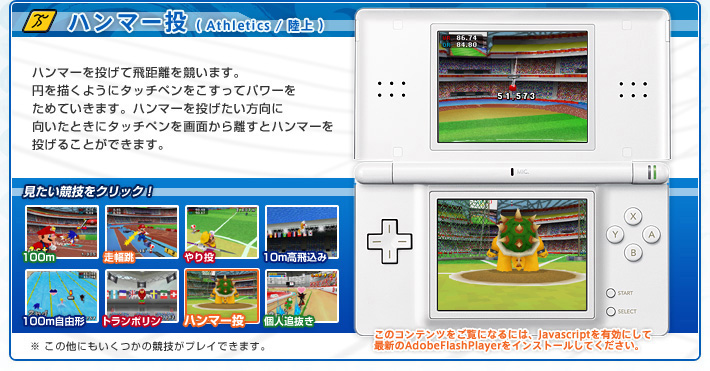 ハンマー投 ( Athletics / 陸上 )
ハンマーを投げて飛距離を競います。
円を描くようにタッチペンをこすってパワーを
ためていきます。ハンマーを投げたい方向に
向いたときにタッチペンを画面から離すとハンマーを
投げることができます。
86.74
84.80
51.573
MIC.
見たい競技をクリック！
100m
走幅跳
やり投
10m高飛込み
100m自由形
トランポリン
ハンマー投
個人追抜き
X
Y
A
B
START
SELECT
このコンテンツをご覧になるには、Javascriptを有効にして
最新のAdobeFlashPlayerをインストールしてください。
※ この他にもいくつかの競技がプレイできます。